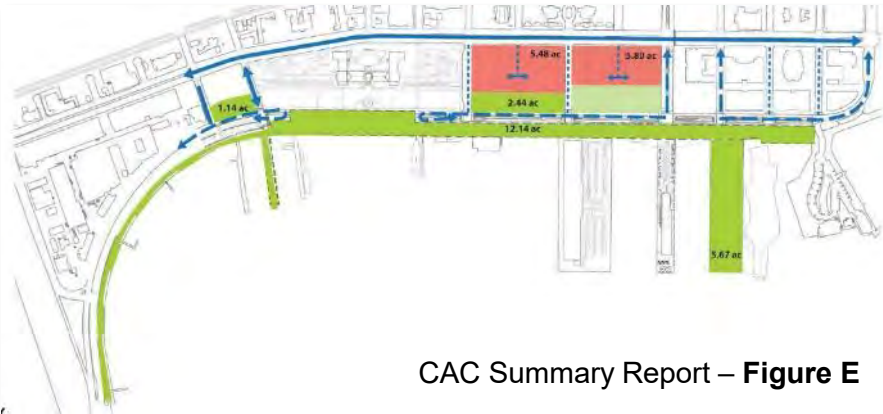 5.48 ac
5.80 ac
1.14 ac
2.44 ac
12.14 ac
5.67 ac
CAC Summary Report – Figure E